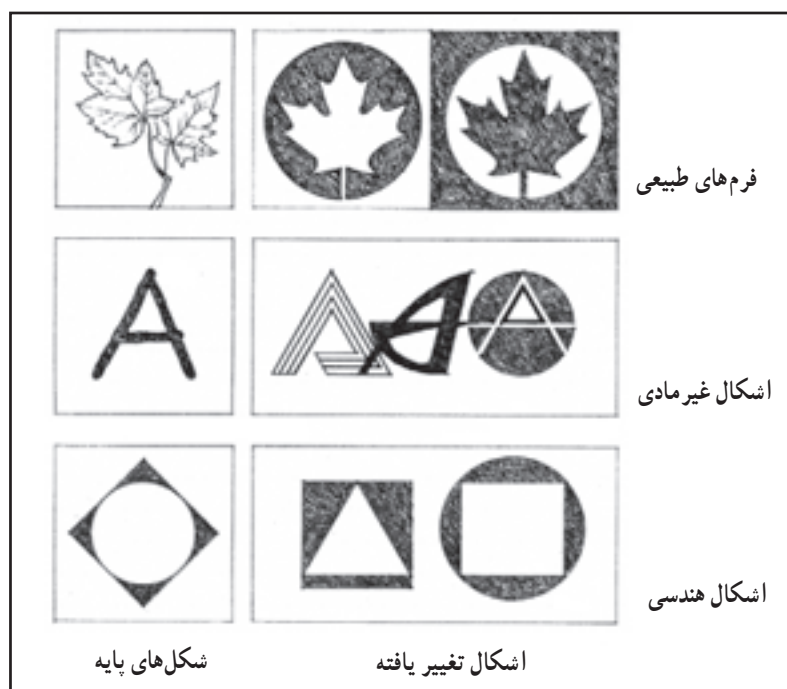 فرم‌های طبیعی
A
A A A
اشکال غیرمادی
اشکال هندسی
اشکال تغییر یافته
شکل‌های پایه